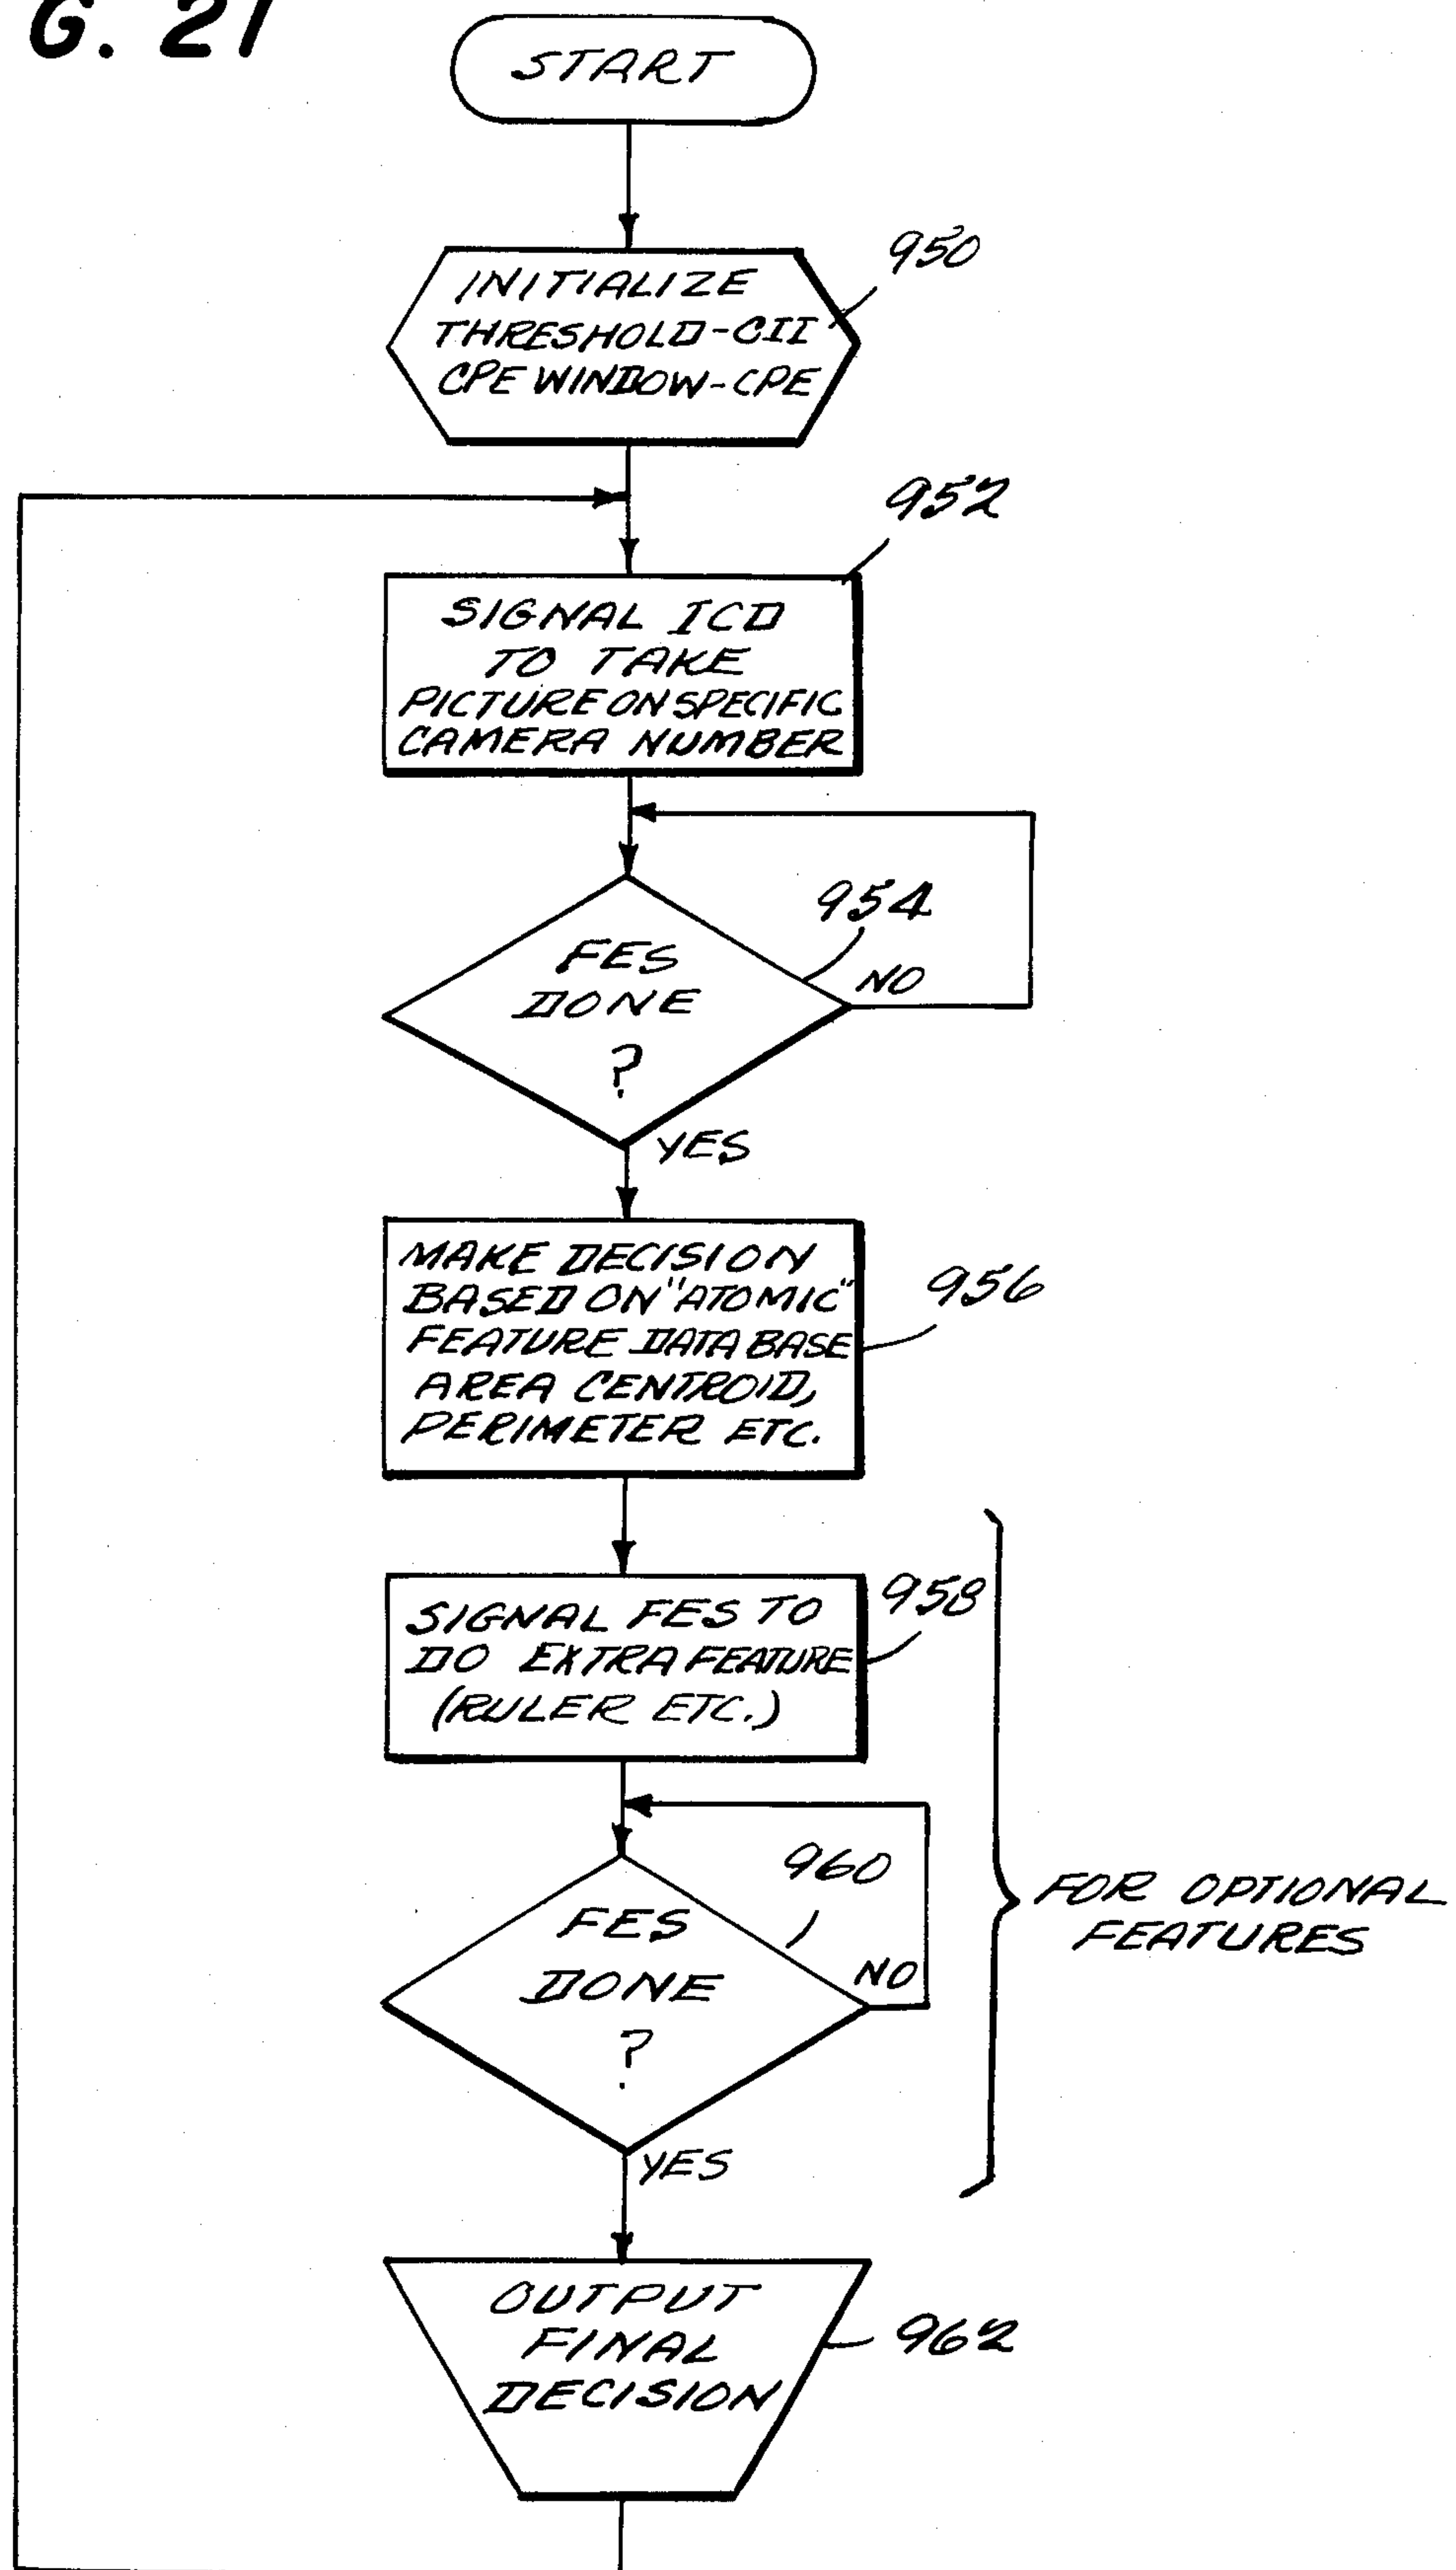 G. 21
START
950
INITIALIZE
THRESHOLD-CII
CPE WINDOW-CPE
952
SIGNAL ICD
TO TAKE
PICTURE ON SPECIFIC
CAMERA NUMBER
954
FES
DONE
?
NO
YES
956
MAKE DECISION
BASED ON "ATOMIC"
FEATURE DATA BASE
AREA CENTROID,
PERIMETER ETC.
958
SIGNAL FES TO
DO EXTRA FEATURE
(RULER ETC.)
960
FES
DONE
?
NO
YES
FOR OPTIONAL
FEATURES
OUTPUT
FINAL
DECISION
962